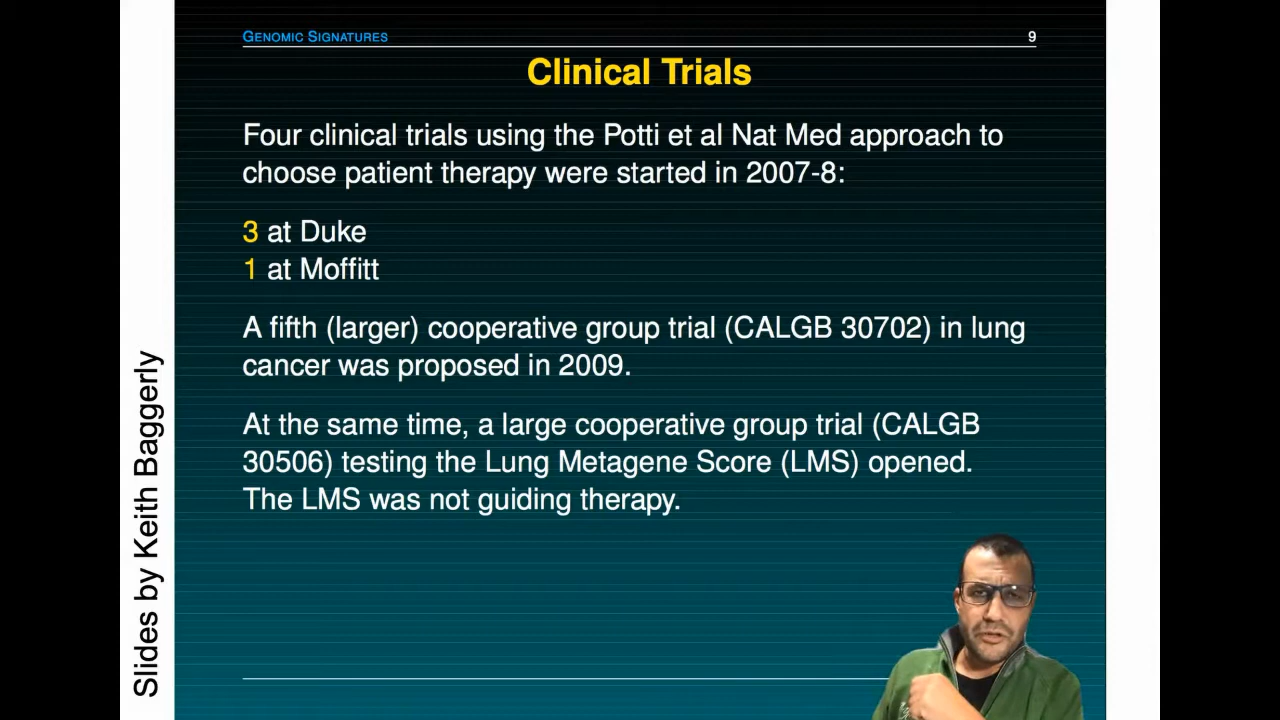 GENOMIC SIGNATURES
9
Clinical Trials
Four clinical trials using the Potti et al Nat Med approach to
choose patient therapy were started in 2007-8:
3 at Duke
1 at Moffitt
A fifth (larger) cooperative group trial (CALGB 30702) in lung
cancer was proposed in 2009.
At the same time, a large cooperative group trial (CALGB
30506) testing the Lung Metagene Score (LMS) opened.
The LMS was not guiding therapy.
Slides by Keith Baggerly